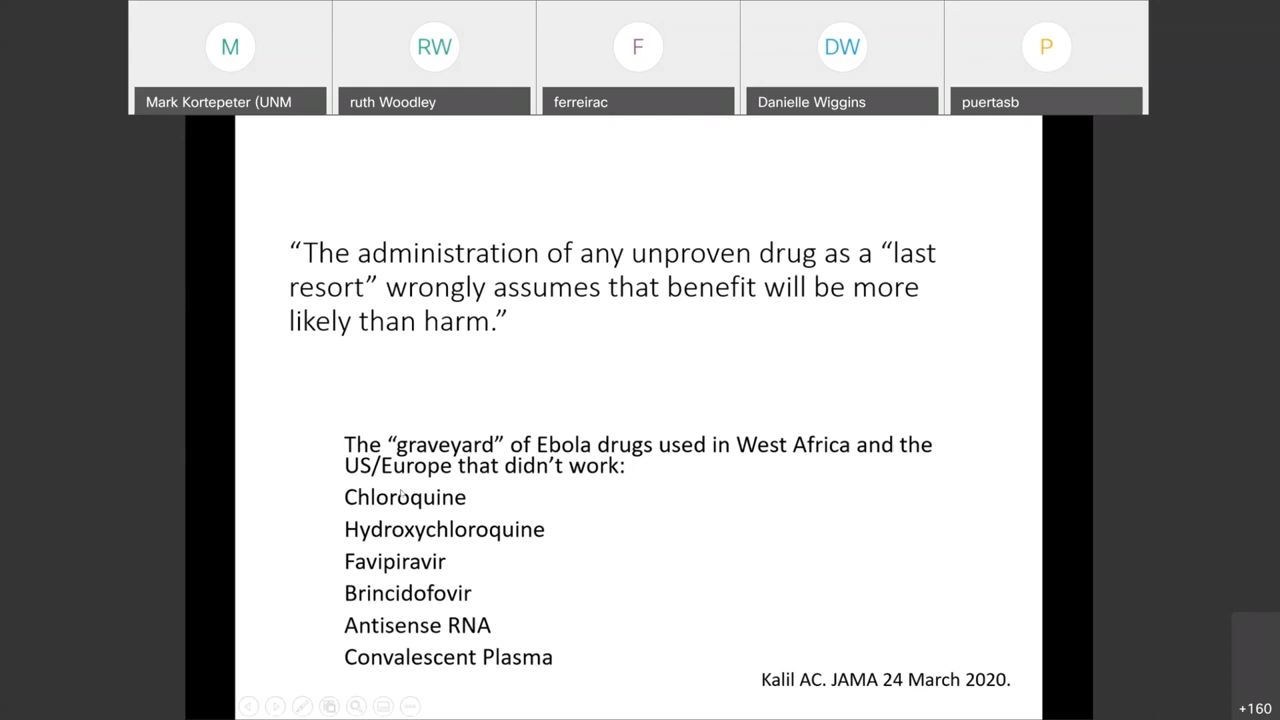 M
RW
F
DW
P
Mark Kortepeter (UNM
ruth Woodley
ferreirac
Danielle Wiggins
puertasb
“The administration of any unproven drug as a “last
resort” wrongly assumes that benefit will be more
likely than harm.”
The “graveyard” of Ebola drugs used in West Africa and the
US/Europe that didn’t work:
Chloroquine
Hydroxychloroquine
Favipiravir
Brincidofovir
Antisense RNA
Convalescent Plasma
Kalil AC. JAMA 24 March 2020.
+160